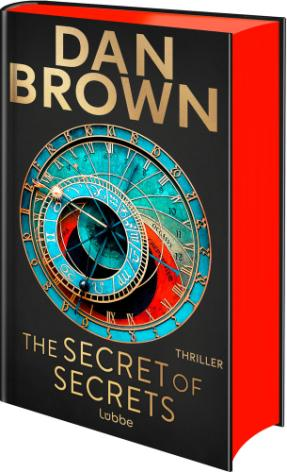 DAN
BROWN
THE SECRET OF
SECRETS
THRILLER
Lübbe